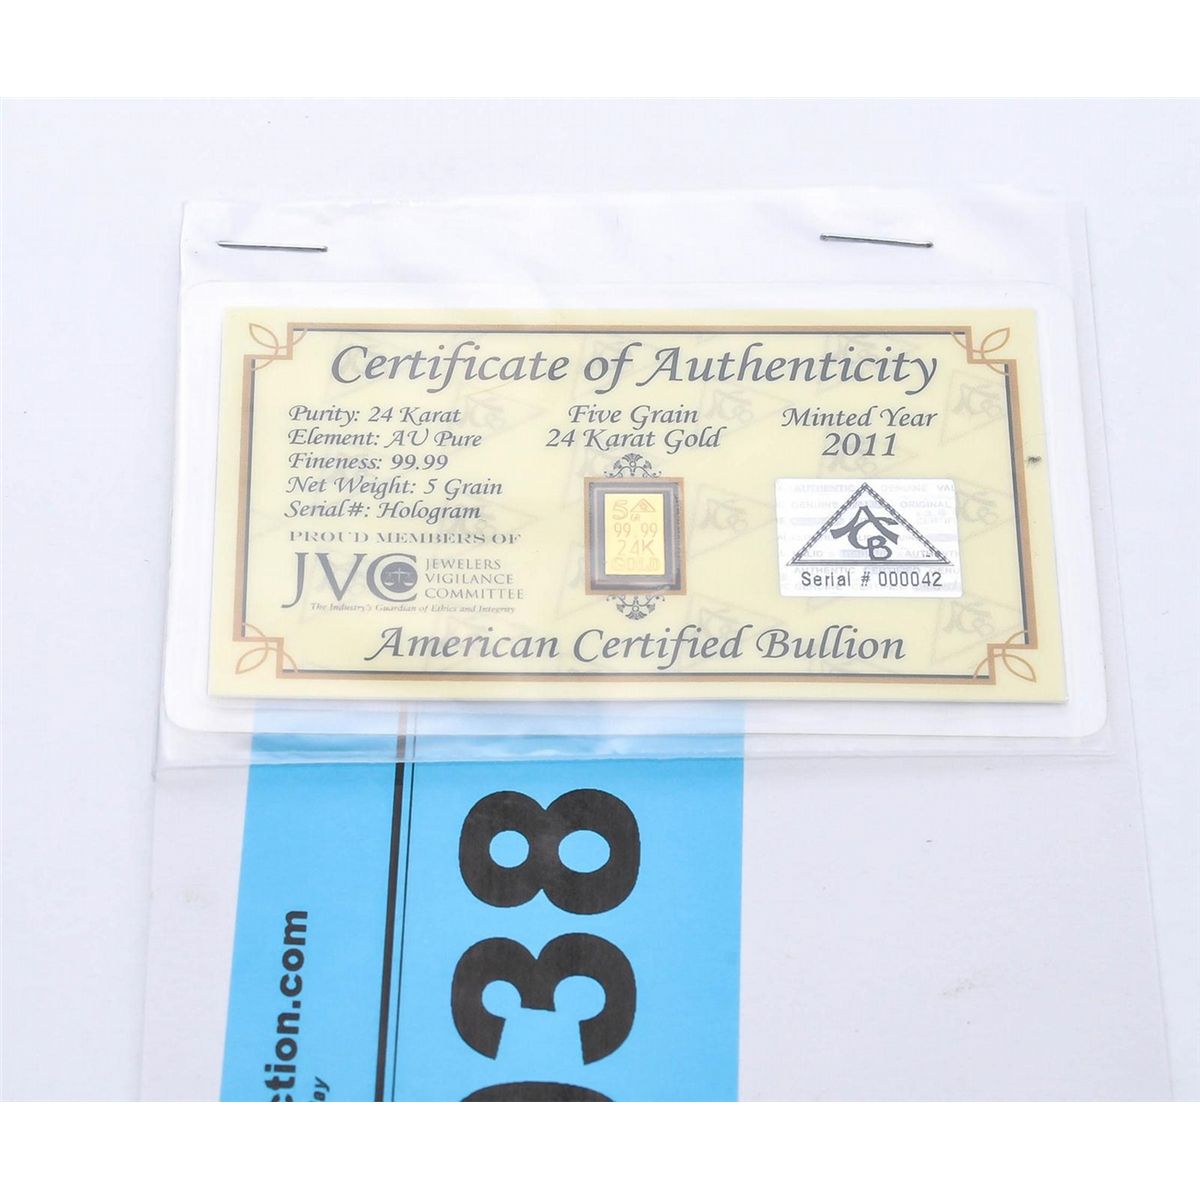 Certificate of Authenticity
Purity: 24 Karat
Element: AU Pure
Fineness: 99.99
Net Weight: 5 Grain
Serial#: Hologram
PROUD MEMBERS OF
JVC JEWELERS
VIGILANCE
COMMITTEE
The Industry's Guardian of Ethics and Integrity
Five Grain
24 Karat Gold
5 GR
99.99
24K
GOLD
Minted Year
2011
ACB
Serial # 000042
American Certified Bullion
938
ction.com